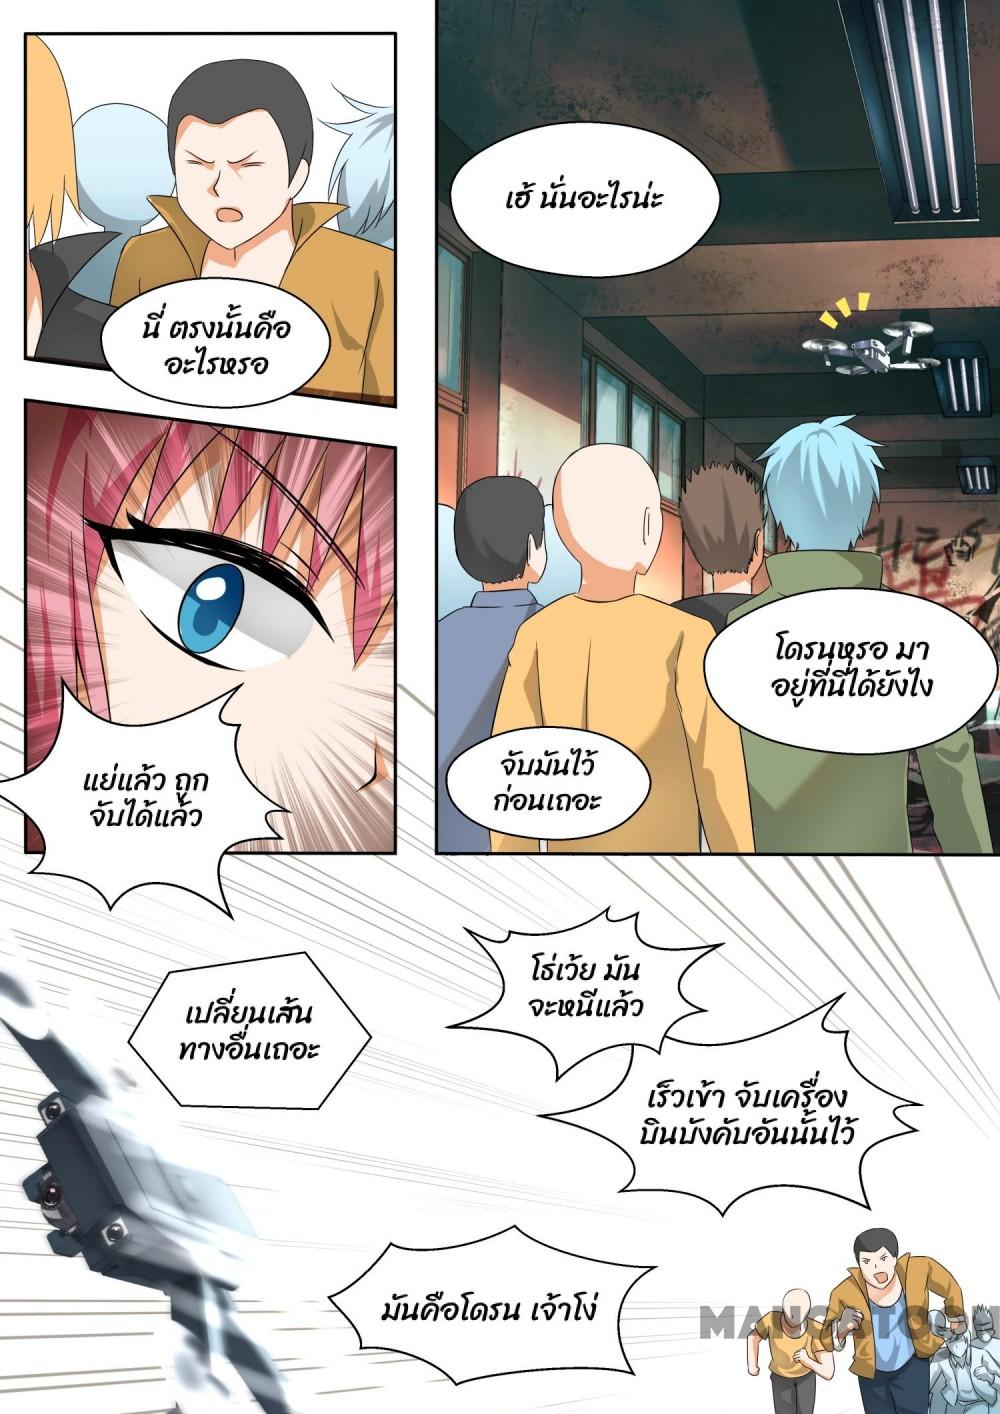 นี่ ตรงนั้นคือ
อะไรหรอ
เฮ้ นั่นอะไรน่ะ
โดรนหรอ มา
อยู่ที่นี่ได้ยังไง
จับมันไว้
ก่อนเถอะ
แย่แล้ว ถูก
จับได้แล้ว
โธ่เว้ย มัน
จะหนีแล้ว
เปลี่ยนเส้น
ทางอื่นเถอะ
เร็วเข้า จับเครื่อง
บินบังคับอันนั้นไว้
มันคือโดรน เจ้าโง่
MANGATOON